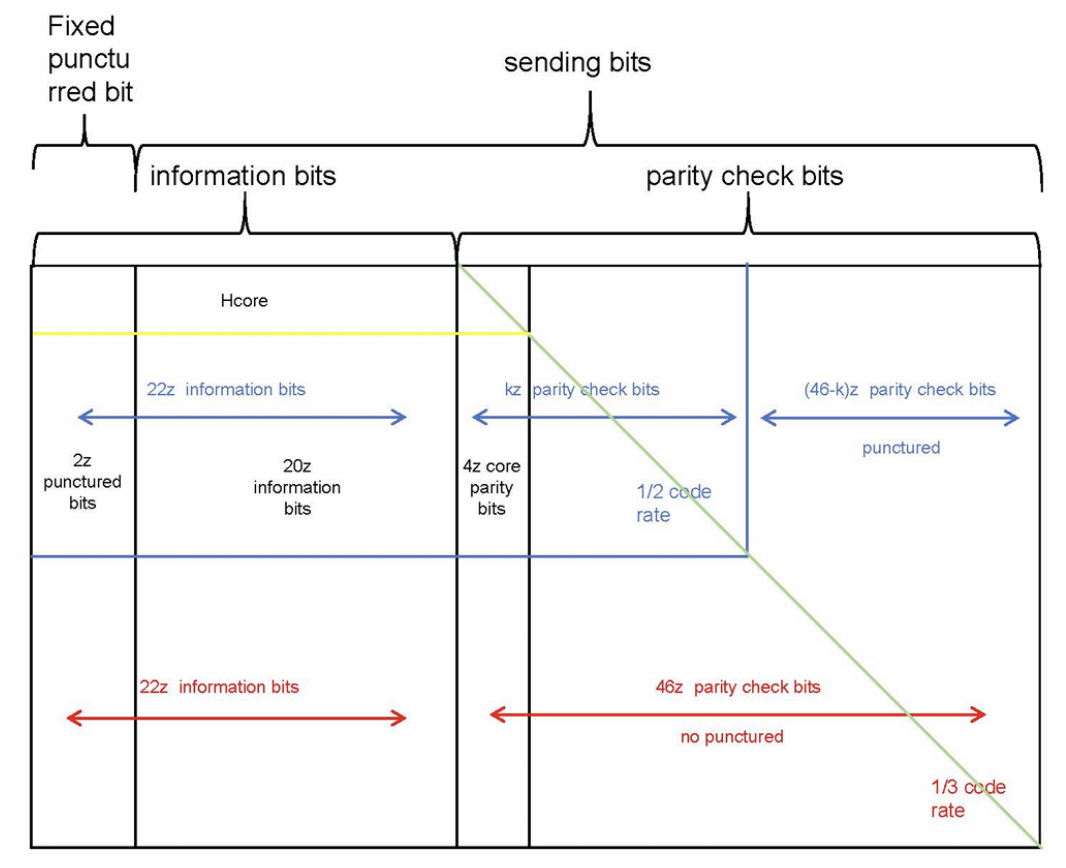 Fixed
punctu
rred bit
sending bits
information bits
parity check bits
Hcore
22z information bits
kz parity check bits
(46-k)z parity check bits
punctured
2z
punctured
bits
20z
information
bits
4z core
parity
bits
1/2 code
rate
22z information bits
46z parity check bits
no punctured
1/3 code
rate